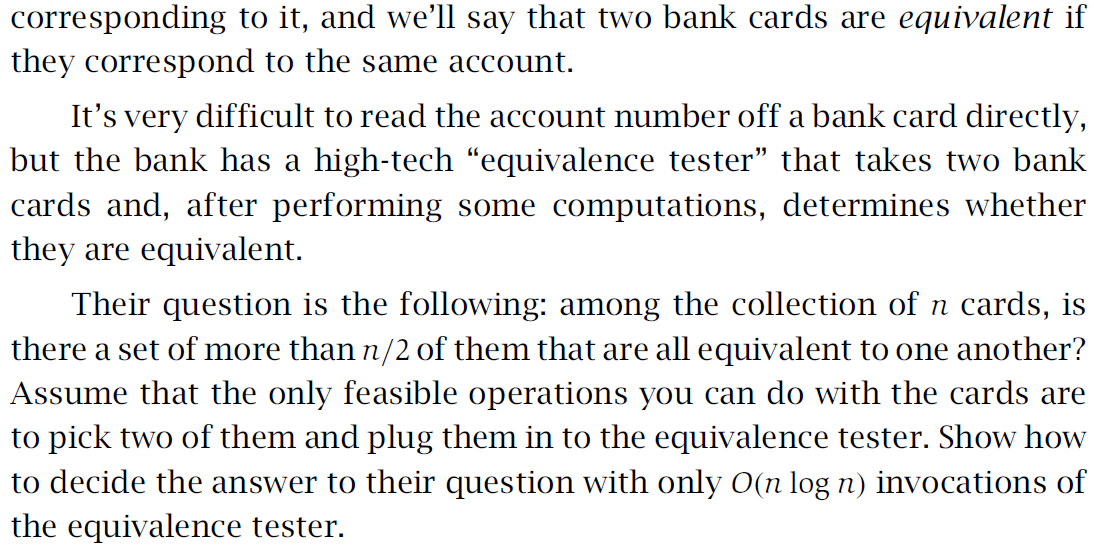 corresponding to it, and we’ll say that two bank cards are equivalent if
they correspond to the same account.
It’s very difficult to read the account number off a bank card directly,
but the bank has a high-tech “equivalence tester” that takes two bank
cards and, after performing some computations, determines whether
they are equivalent.
Their question is the following: among the collection of n cards, is
there a set of more than n/2 of them that are all equivalent to one another?
Assume that the only feasible operations you can do with the cards are
to pick two of them and plug them in to the equivalence tester. Show how
to decide the answer to their question with only O(n log n) invocations of
the equivalence tester.